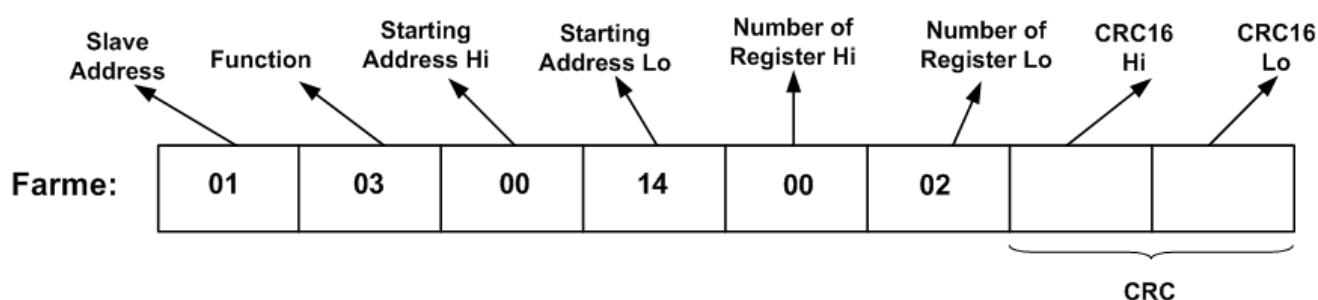 Slave
Address
Function
Starting
Address Hi
Starting
Address Lo
Number of
Register Hi
Number of
Register Lo
CRC16
Hi
CRC16
Lo
Farme:
01
03
00
14
00
02
CRC